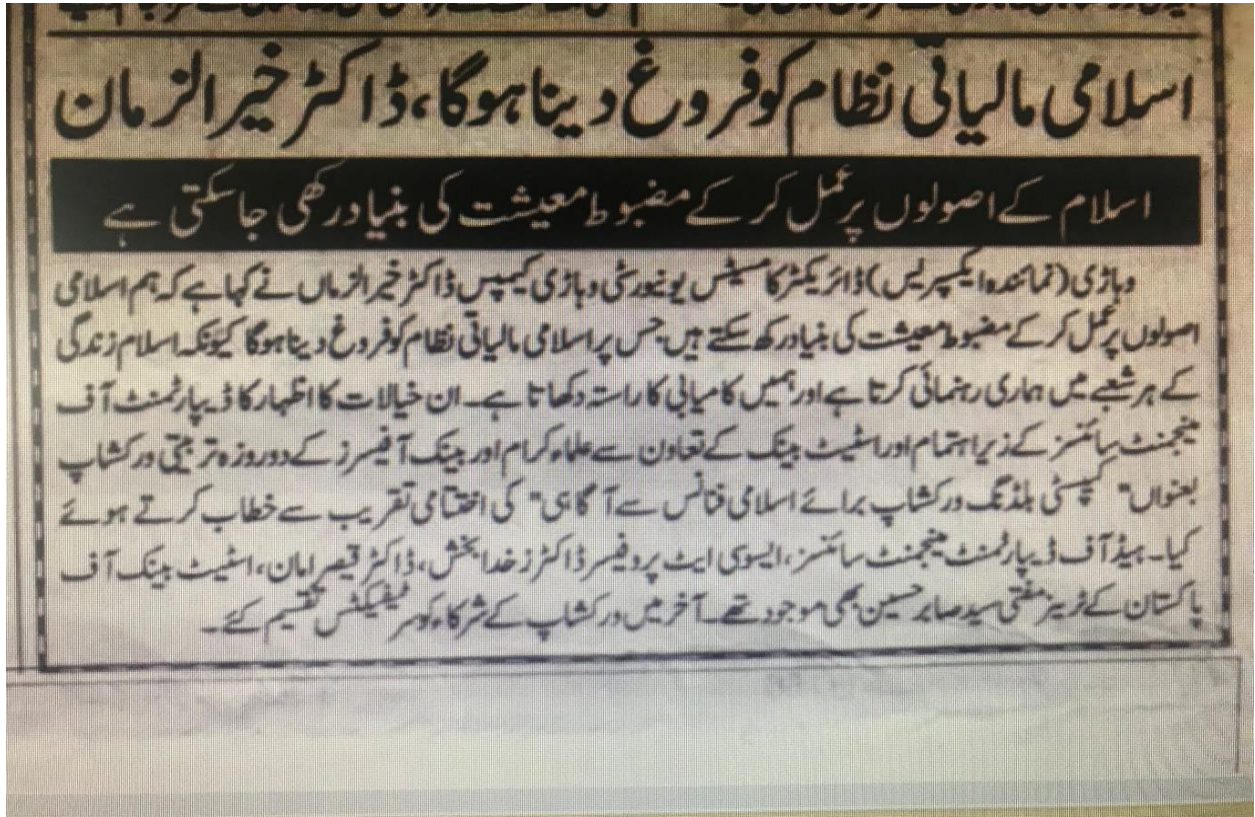 اسلامی مالیاتی نظام کو فروغ دینا ہوگا، ڈاکٹر خیر الزمان
اسلام کے اصولوں پر عمل کر کے مضبوط معیشت کی بنیاد رکھی جا سکتی ہے
وہاڑی (نمائندہ ایکسپریس) ڈائریکٹر کامسیٹس یونیورسٹی وہاڑی کیمپس ڈاکٹر خیر الزماں نے کہا ہے کہ ہم اسلامی
اصولوں پر عمل کر کے مضبوط معیشت کی بنیاد رکھ سکتے ہیں جس پر اسلامی مالیاتی نظام کو فروغ دینا ہوگا کیونکہ اسلام زندگی
کے ہر شعبے میں ہماری رہنمائی کرتا ہے اور ہمیں کامیابی کا راستہ دکھاتا ہے۔ ان خیالات کا اظہار کا ڈیپارٹمنٹ آف
مینجمنٹ سائنسز کے زیر اہتمام اور اسٹیٹ بینک کے تعاون سے علماء کرام اور بینک آفیسرز کے دو روزہ تربیتی ورکشاپ
بعنواں "کپیسٹی بلڈنگ ورکشاپ برائے اسلامی فنانس سے آگاہی" کی اختتامی تقریب سے خطاب کرتے ہوئے
کیا۔ ہیڈ آف ڈیپارٹمنٹ مینجمنٹ سائنسز، ایسوی ایٹ پروفیسر ڈاکٹرز خدا بخش، ڈاکٹر قیصر امان، اسٹیٹ بینک آف
پاکستان کے ٹرینر مفتی سید صابر حسین بھی موجود تھے۔ آخر میں ورکشاپ کے شرکاء کو سرٹیفکیٹس تقسیم کئے۔